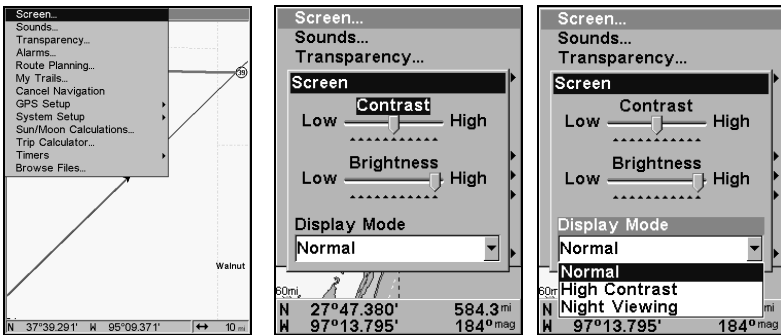 Screen...
Sounds...
Transparency...
Alarms...
Route Planning...
My Trails...
Cancel Navigation
GPS Setup
System Setup
Sun/Moon Calculations...
Trip Calculator...
Timers
Browse Files...
39
Walnut
N 37°39.291' W 95°09.371' ↔ 10 mi
Screen...
Sounds...
Transparency...
Screen
Contrast
Low High
Brightness
Low High
Display Mode
Normal
60mi
N 27°47.380' 584.3 mi
W 97°13.795' 184° mag
Screen...
Sounds...
Transparency...
Screen
Contrast
Low High
Brightness
Low High
Display Mode
Normal
Normal
High Contrast
Night Viewing
N mi
W 97°13.795' 184° mag